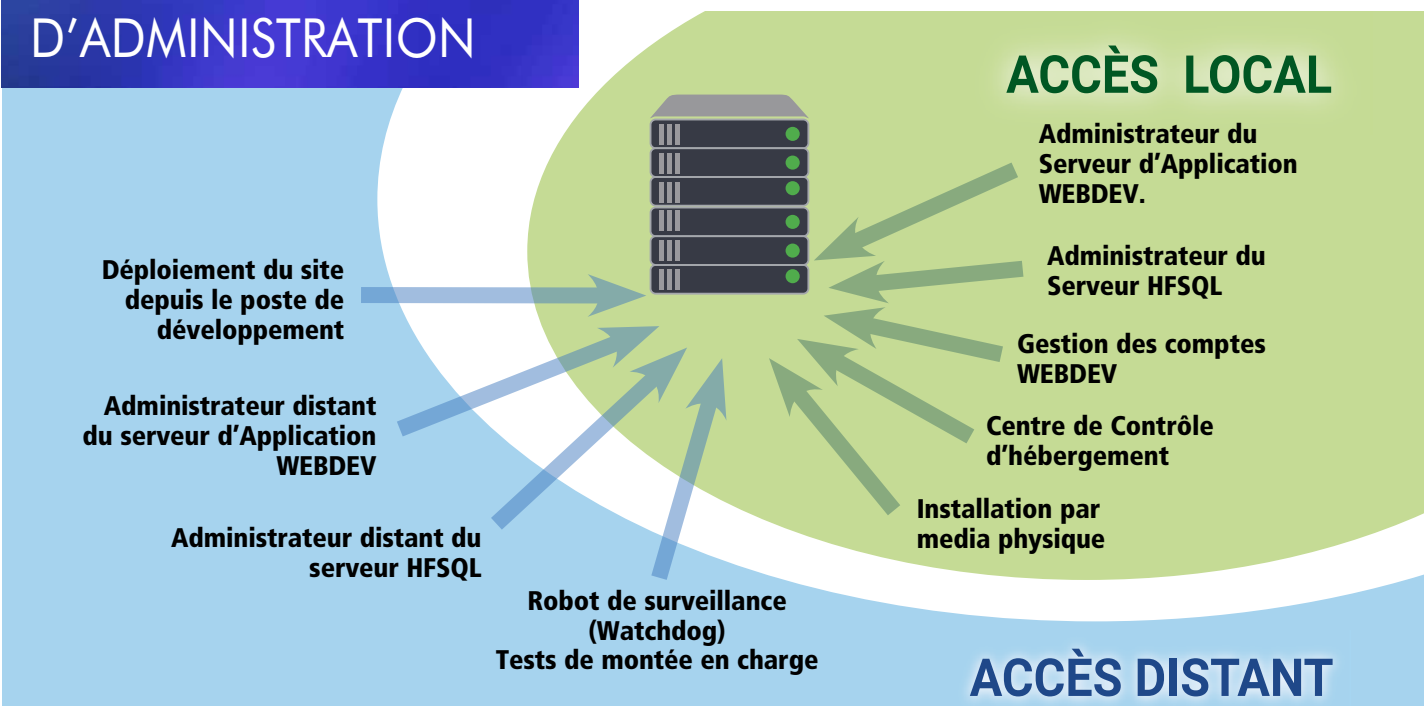 D’ADMINISTRATION
ACCÈS LOCAL
Administrateur du
Serveur d’Application
WEBDEV.
Administrateur du
Serveur HFSQL
Gestion des comptes
WEBDEV
Centre de Contrôle
d’hébergement
Installation par
media physique
Déploiement du site
depuis le poste de
développement
Administrateur distant
du serveur d’Application
WEBDEV
Administrateur distant du
serveur HFSQL
Robot de surveillance
(Watchdog)
Tests de montée en charge
ACCÈS DISTANT